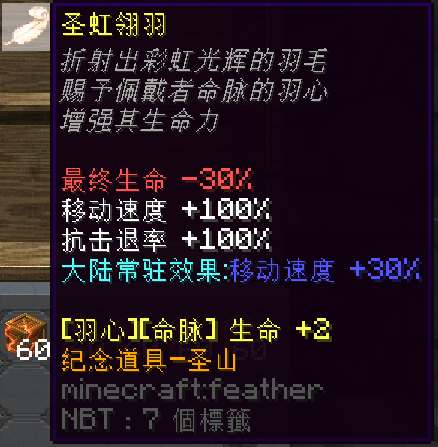 圣虹翎羽
折射出彩虹光辉的羽毛
赐予佩戴者命脉的羽心
增强其生命力
最终生命 -30%
移动速度 +100%
抗击退率 +100%
大陆常驻效果:移动速度 +30%
[羽心][命脉] 生命 +2
纪念道具-圣山
minecraft:feather
NBT：7 個標籤
60